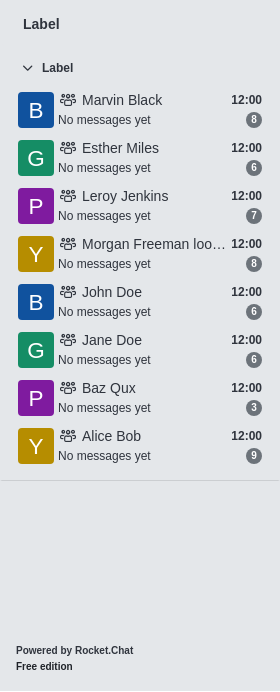 Label
Label
B Marvin Black 12:00
No messages yet 8
G Esther Miles 12:00
No messages yet 6
P Leroy Jenkins 12:00
No messages yet 7
Y Morgan Freeman loo… 12:00
No messages yet 8
B John Doe 12:00
No messages yet 6
G Jane Doe 12:00
No messages yet 6
P Baz Qux 12:00
No messages yet 3
Y Alice Bob 12:00
No messages yet 9
Powered by Rocket.Chat
Free edition